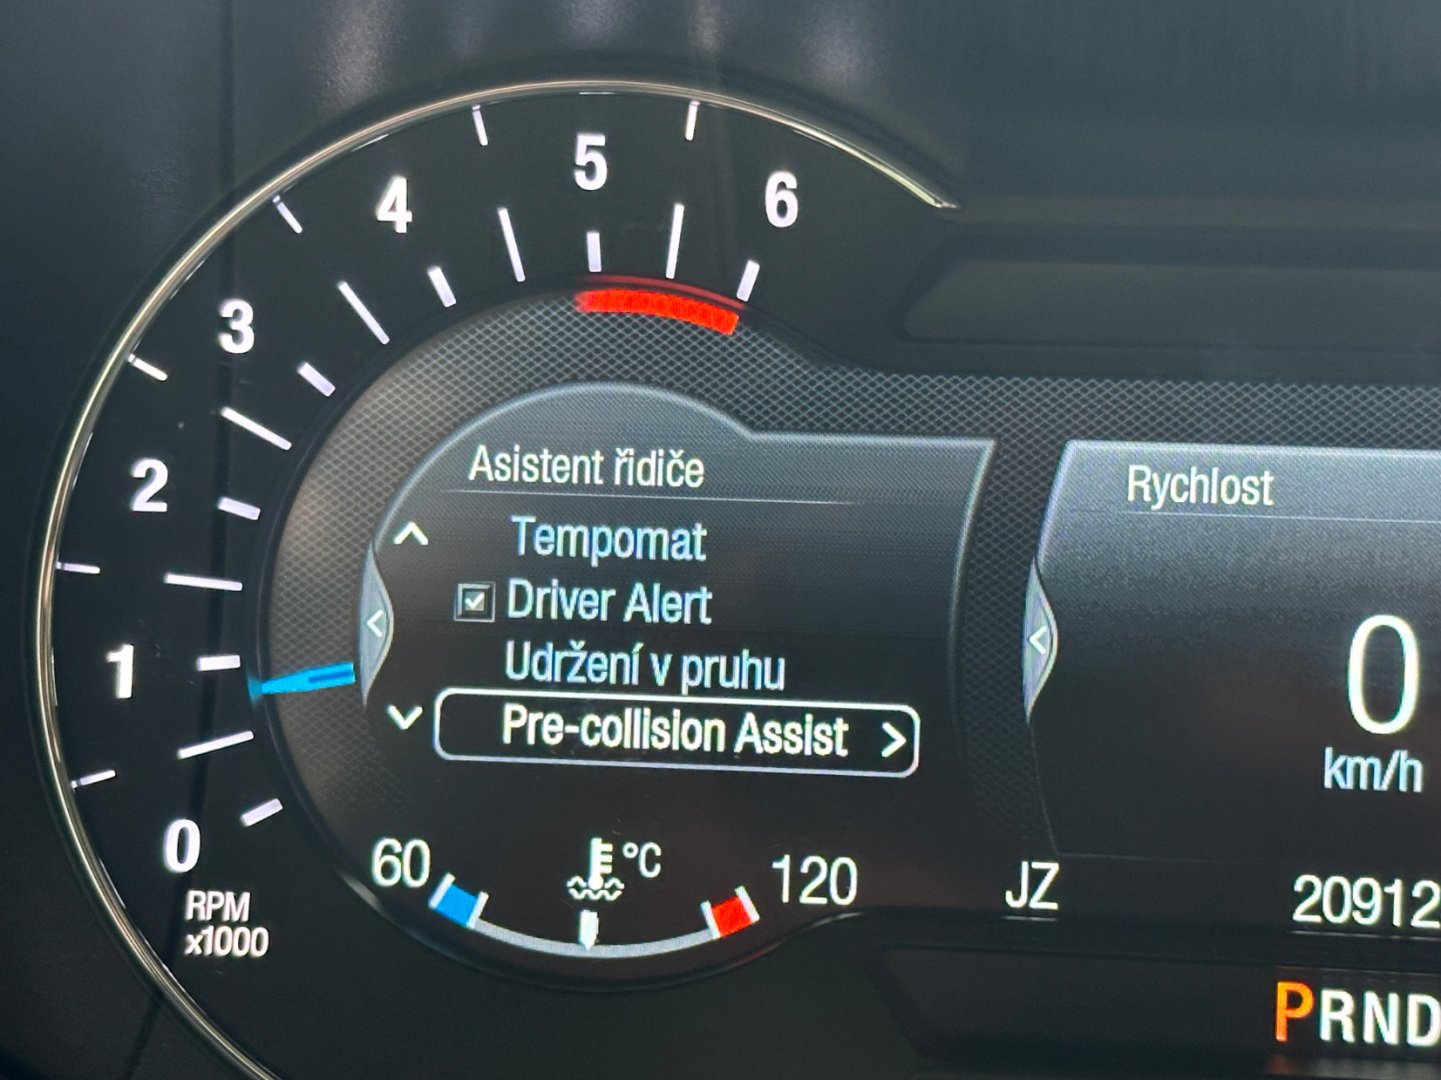 6
5
4
3
2
1
0
RPM
x1000
Asistent řidiče
Tempomat
Driver Alert
Udržení v pruhu
Pre-collision Assist
60
°C
120
Rychlost
0
km/h
JZ
20912
PRND